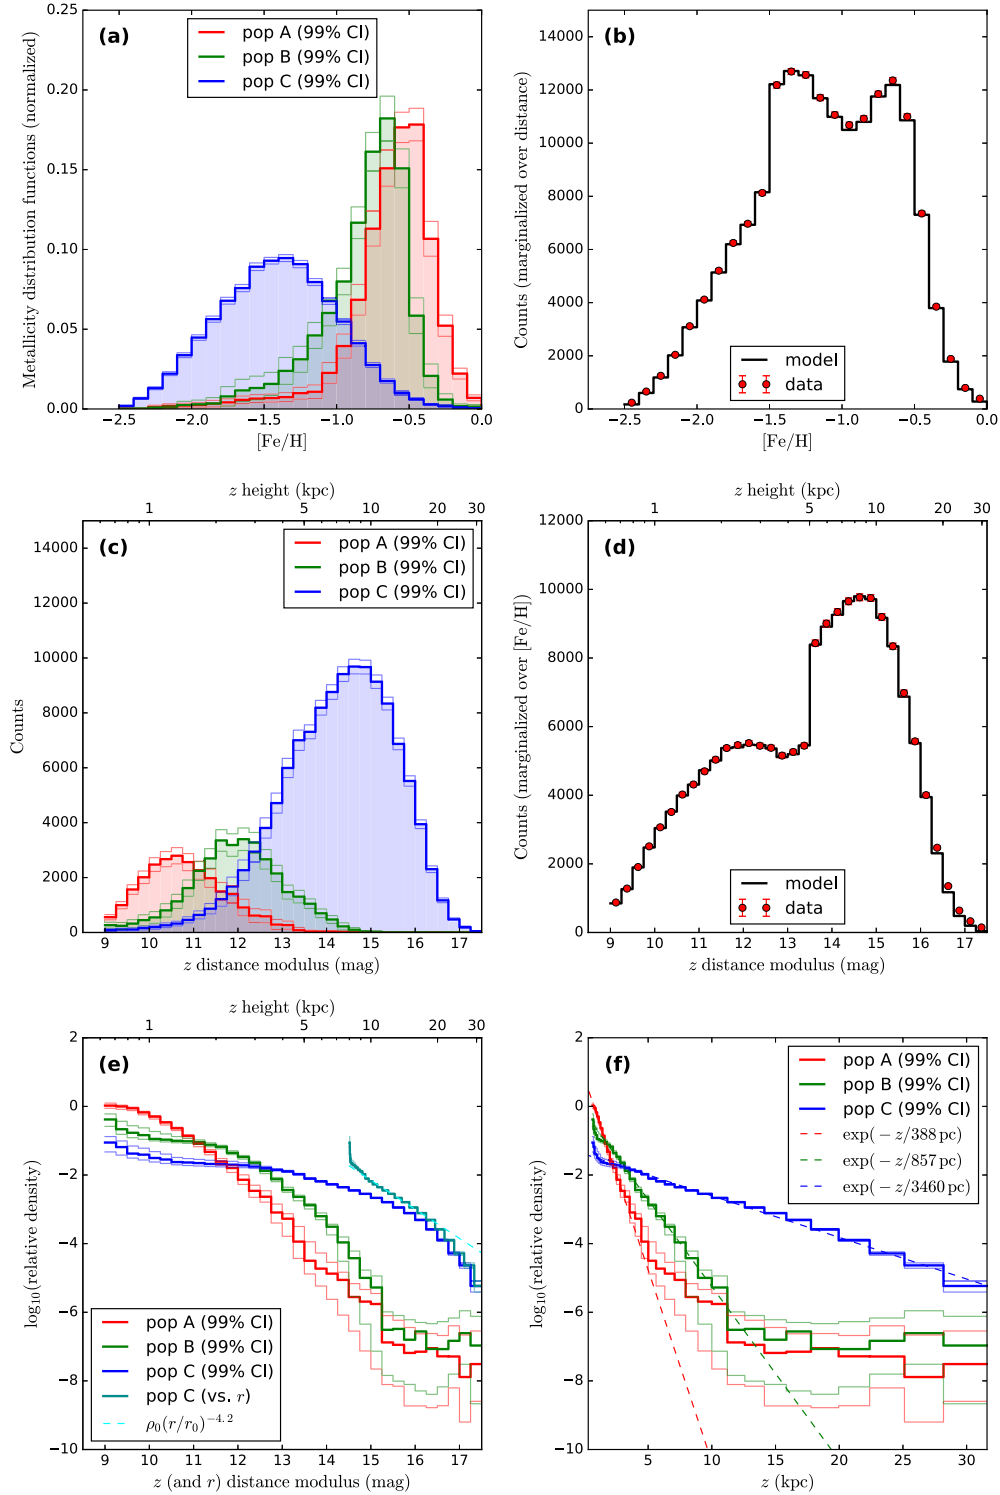 (a)
pop A (99% CI)
pop B (99% CI)
pop C (99% CI)
Metallicity distribution functions (normalized)
0.25
0.20
0.15
0.10
0.05
0.00
−2.5 −2.0 −1.5 −1.0 −0.5 0.0
[Fe/H]
(b)
Counts (marginalized over distance)
14000
12000
10000
8000
6000
4000
2000
0
model
data
−2.5 −2.0 −1.5 −1.0 −0.5 0.0
[Fe/H]
z height (kpc)
1 5 10 20 30
(c)
pop A (99% CI)
pop B (99% CI)
pop C (99% CI)
Counts
14000
12000
10000
8000
6000
4000
2000
0
9 10 11 12 13 14 15 16 17
z distance modulus (mag)
z height (kpc)
1 5 10 20 30
(d)
Counts (marginalized over [Fe/H])
12000
10000
8000
6000
4000
2000
0
model
data
9 10 11 12 13 14 15 16 17
z distance modulus (mag)
z height (kpc)
1 5 10 20 30
(e)
log₁₀(relative density)
2
0
−2
−4
−6
−8
−10
pop A (99% CI)
pop B (99% CI)
pop C (99% CI)
pop C (vs. r)
ρ₀(r/r₀)^−4.2
9 10 11 12 13 14 15 16 17
z (and r) distance modulus (mag)
(f)
log₁₀(relative density)
2
0
−2
−4
−6
−8
−10
pop A (99% CI)
pop B (99% CI)
pop C (99% CI)
exp(−z/388 pc)
exp(−z/857 pc)
exp(−z/3460 pc)
5 10 15 20 25 30
z (kpc)